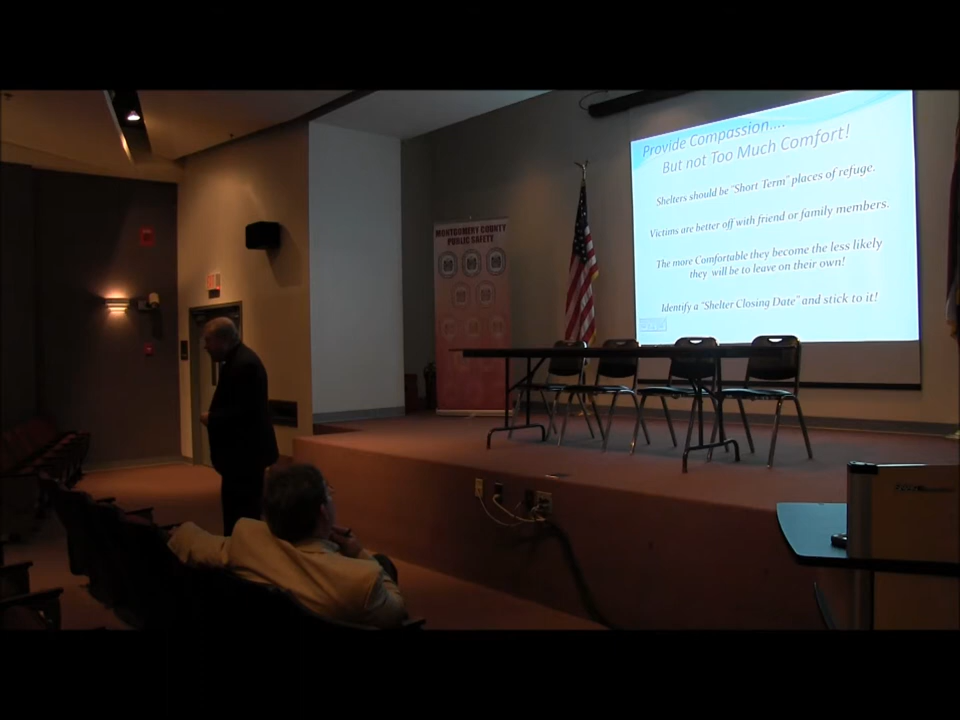 Provide Compassion....
But not Too Much Comfort!
Shelters should be "Short Term" places of refuge.
Victims are better off with friend or family members.
The more Comfortable they become the less likely
they will be to leave on their own!
Identify a "Shelter Closing Date" and stick to it!
MONTGOMERY COUNTY
PUBLIC SAFETY